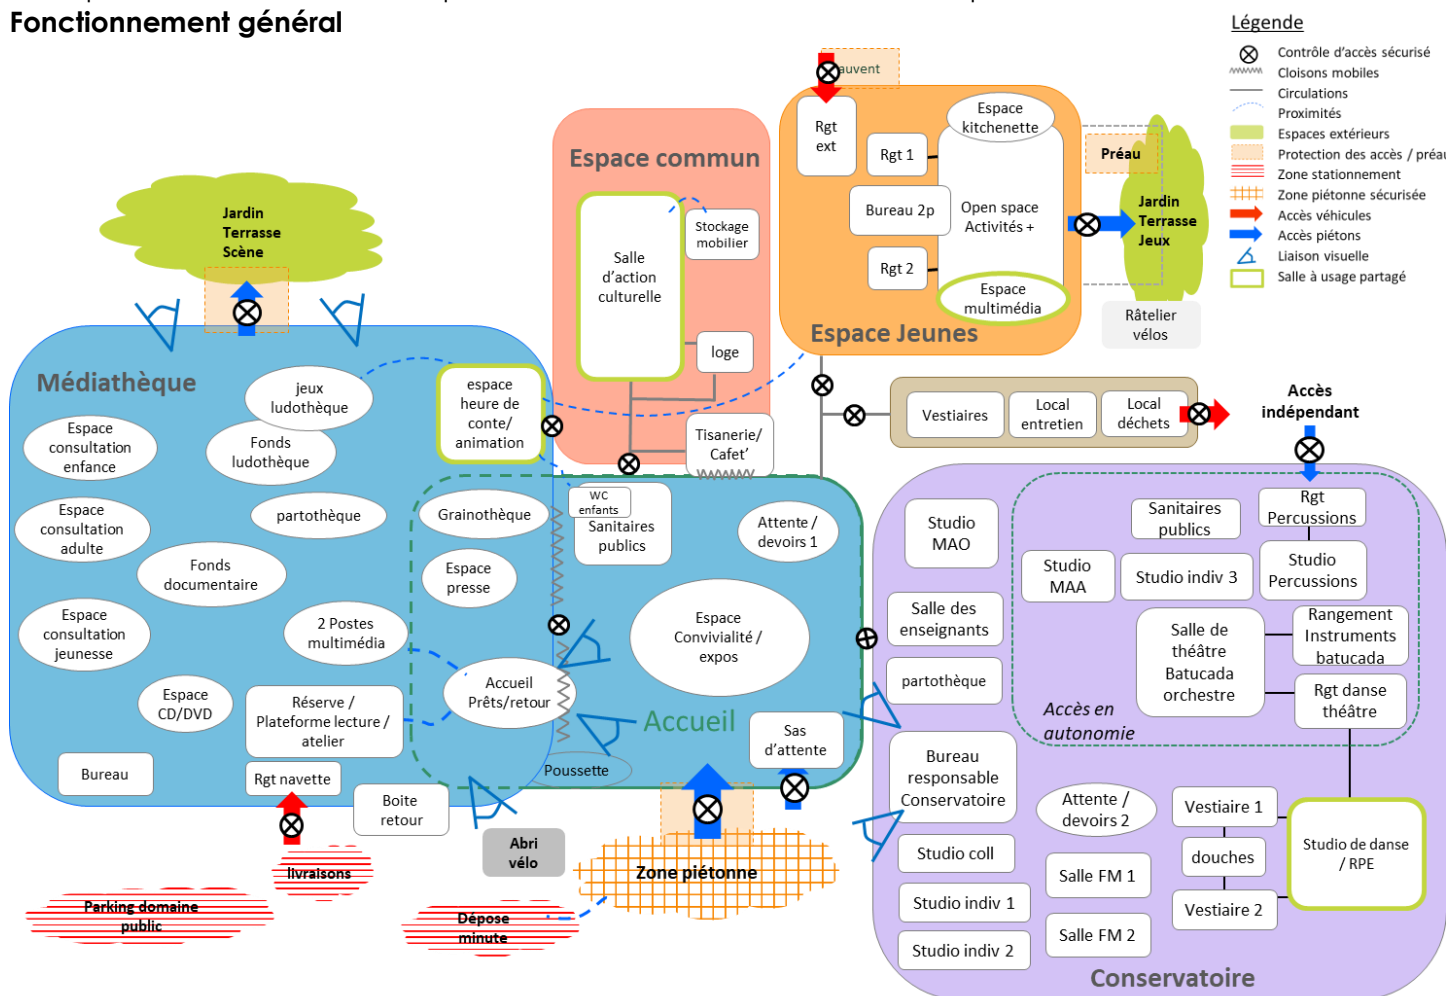 Fonctionnement général
Légende
Contrôle d'accès sécurisé
Cloisons mobiles
Circulations
Proximités
Espaces extérieurs
Protection des accès / préau
Zone stationnement
Zone piétonne sécurisée
Accès véhicules
Accès piétons
Liaison visuelle
Salle à usage partagé
Jardin
Terrasse
Scène
Espace commun
Salle
d'action
culturelle
Stockage
mobilier
loge
Tisanerie/
Cafet'
auvent
Rgt
ext
Espace
kitchenette
Rgt 1
Bureau 2p
Open space
Activités +
Rgt 2
Espace
multimédia
Espace Jeunes
Préau
Jardin
Terrasse
Jeux
Râtelier
vélos
Vestiaires
Local
entretien
Local
déchets
Accès
indépendant
Médiathèque
jeux
ludothèque
espace
heure de
conte/
animation
Espace
consultation
enfance
Fonds
ludothèque
Espace
consultation
adulte
partothèque
Grainothèque
Fonds
documentaire
Espace
presse
Espace
consultation
jeunesse
2 Postes
multimédia
Espace
CD/DVD
Réserve /
Plateforme lecture /
atelier
Accueil
Prêts/retour
Bureau
Rgt navette
Boite
retour
WC
enfants
Sanitaires
publics
Attente /
devoirs 1
Espace
Convivialité /
expos
Accueil
Sas
d'attente
Poussette
Abri
vélo
Zone piétonne
livraisons
Parking domaine
public
Dépose
minute
Studio
MAO
Salle des
enseignants
partothèque
Bureau
responsable
Conservatoire
Studio coll
Studio indiv 1
Studio indiv 2
Sanitaires
publics
Rgt
Percussions
Studio
MAA
Studio indiv 3
Studio
Percussions
Salle de
théâtre
Batucada
orchestre
Rangement
Instruments
batucada
Rgt danse
théâtre
Accès en
autonomie
Attente /
devoirs 2
Salle FM 1
Salle FM 2
Vestiaire 1
douches
Vestiaire 2
Studio de danse
/ RPE
Conservatoire